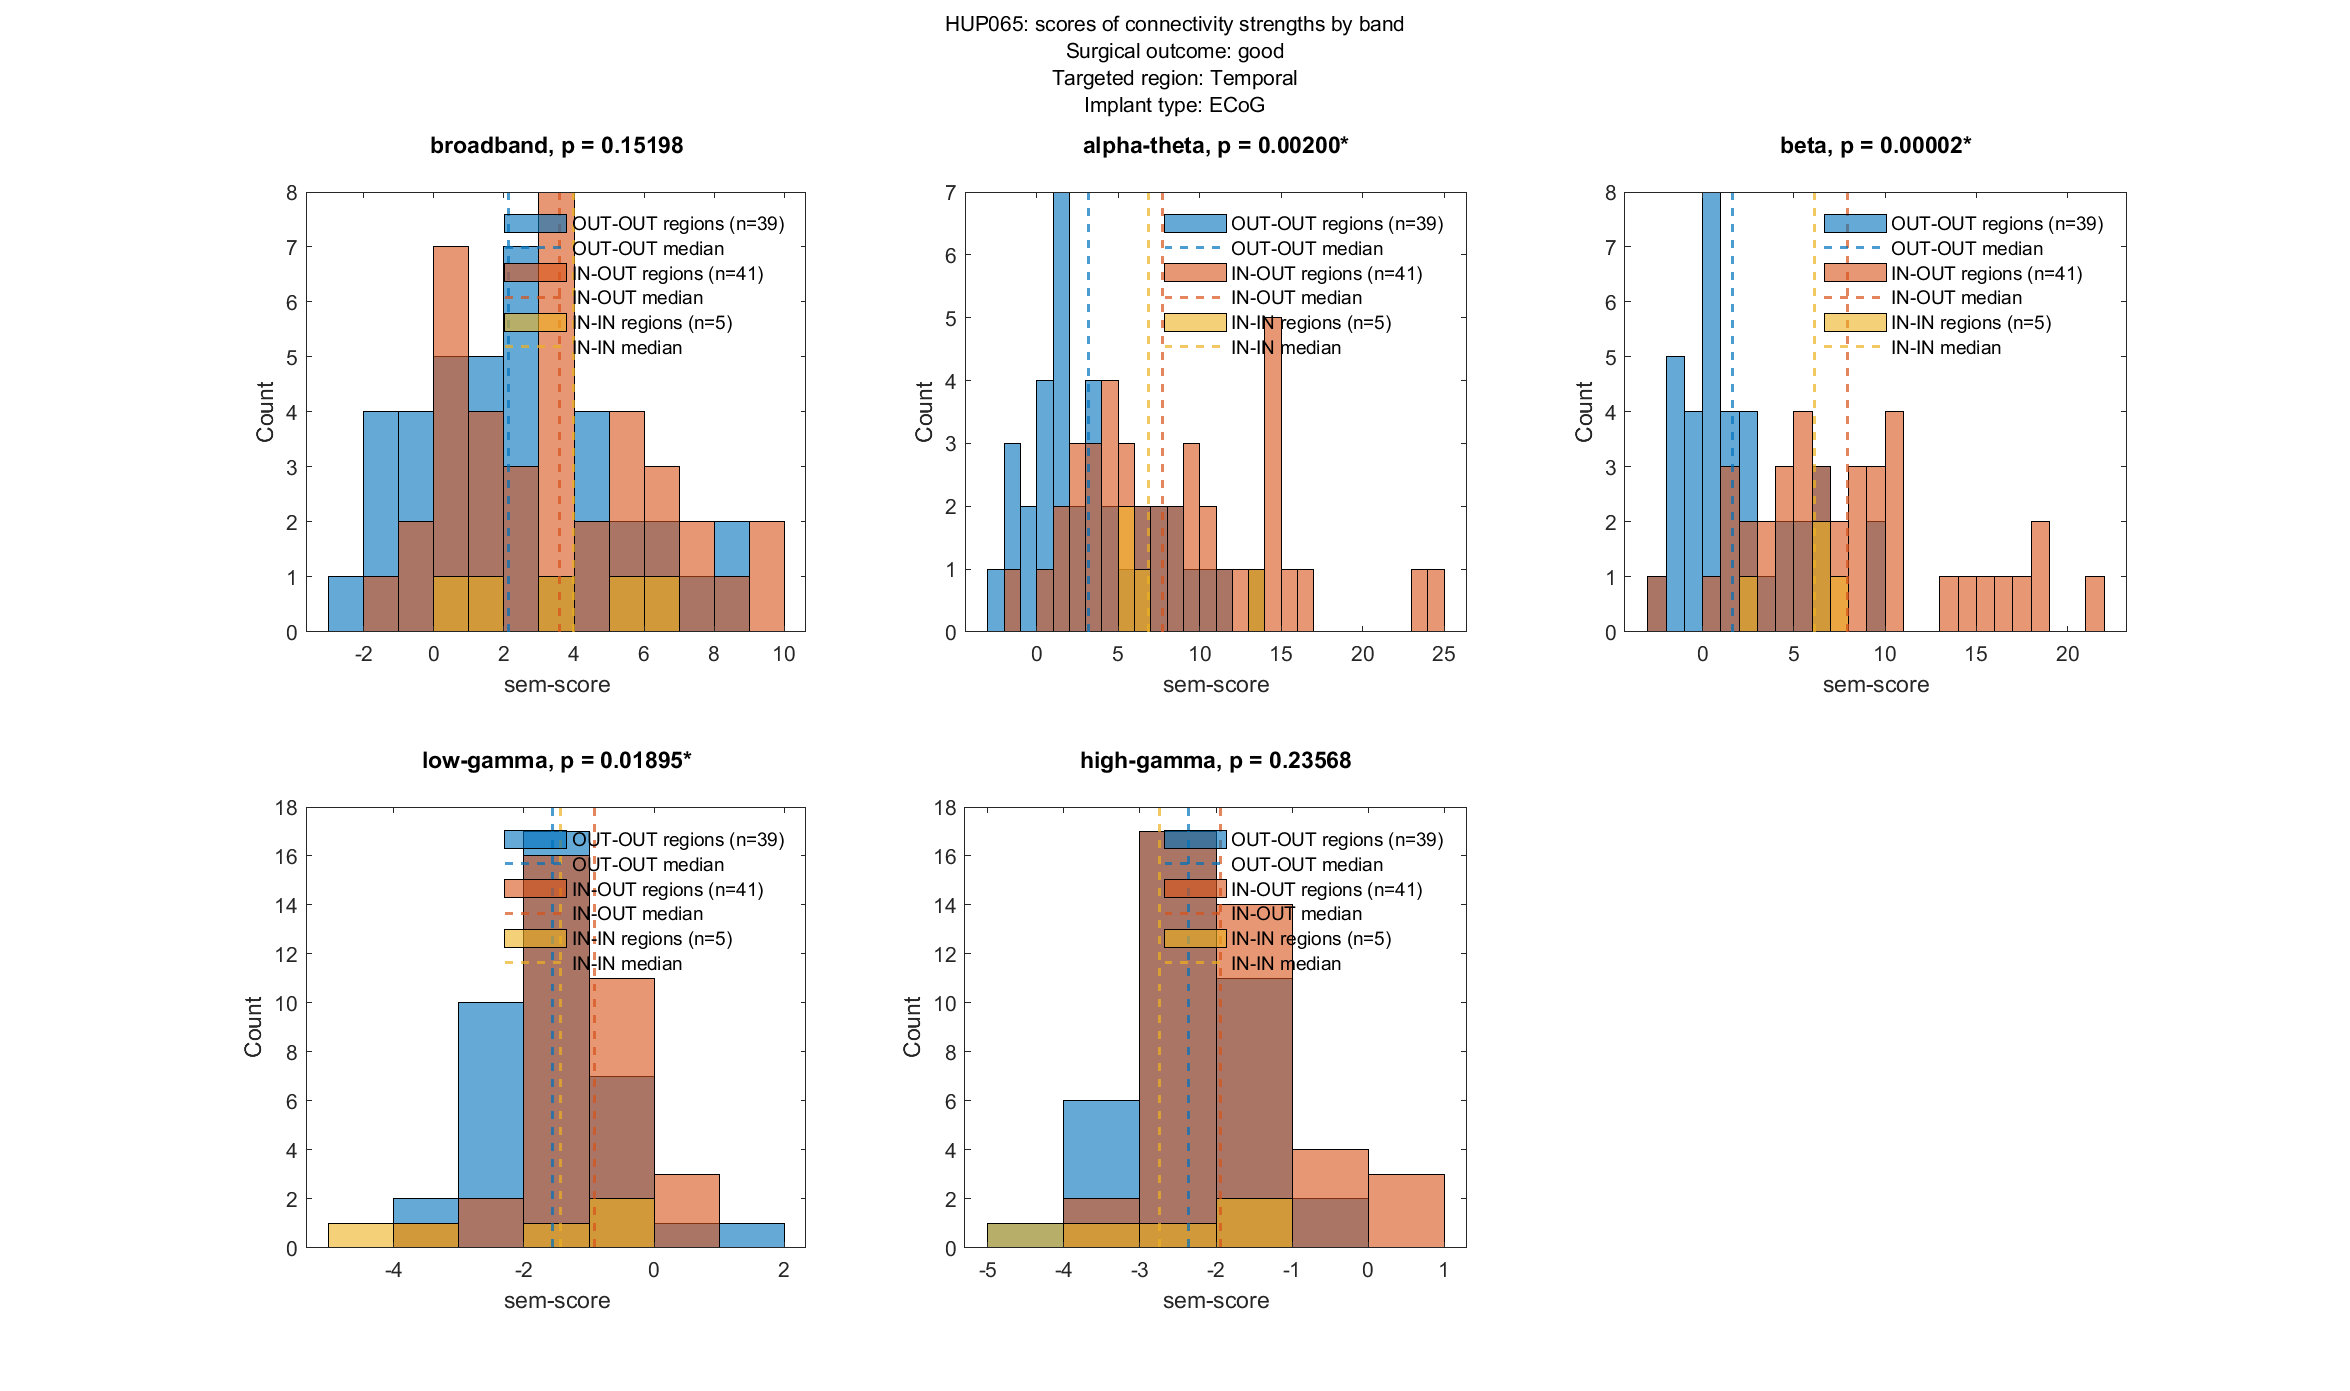 HUP065: scores of connectivity strengths by band
Surgical outcome: good
Targeted region: Temporal
Implant type: ECoG
broadband, p = 0.15198
8
7
6
5
4
3
2
1
0
Count
-2 0 2 4 6 8 10
sem-score
OUT-OUT regions (n=39)
OUT-OUT median
IN-OUT regions (n=41)
IN-OUT median
IN-IN regions (n=5)
IN-IN median
alpha-theta, p = 0.00200*
7
6
5
4
3
2
1
0
Count
0 5 10 15 20 25
sem-score
OUT-OUT regions (n=39)
OUT-OUT median
IN-OUT regions (n=41)
IN-OUT median
IN-IN regions (n=5)
IN-IN median
beta, p = 0.00002*
8
7
6
5
4
3
2
1
0
Count
0 5 10 15 20
sem-score
OUT-OUT regions (n=39)
OUT-OUT median
IN-OUT regions (n=41)
IN-OUT median
IN-IN regions (n=5)
IN-IN median
low-gamma, p = 0.01895*
18
16
14
12
10
8
6
4
2
0
Count
-4 -2 0 2
sem-score
OUT-OUT regions (n=39)
OUT-OUT median
IN-OUT regions (n=41)
IN-OUT median
IN-IN regions (n=5)
IN-IN median
high-gamma, p = 0.23568
18
16
14
12
10
8
6
4
2
0
Count
-5 -4 -3 -2 -1 0 1
sem-score
OUT-OUT regions (n=39)
OUT-OUT median
IN-OUT regions (n=41)
IN-OUT median
IN-IN regions (n=5)
IN-IN median